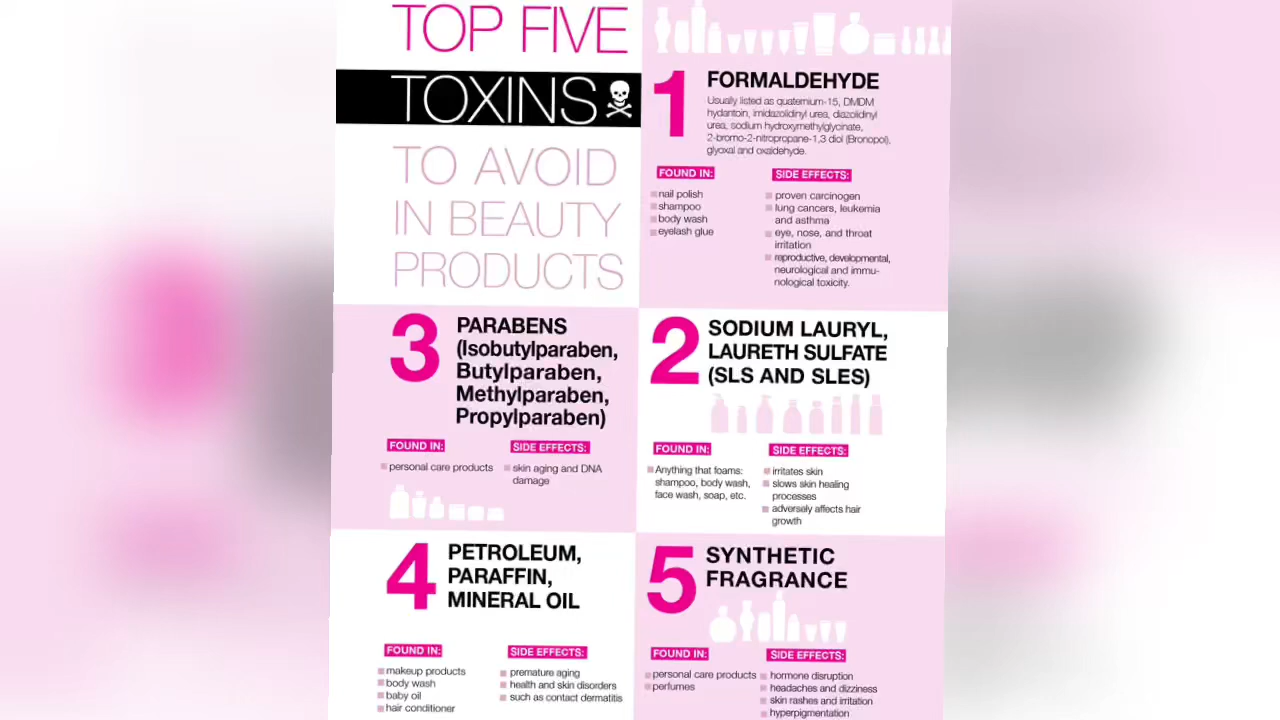 TOP FIVE
TOXINS
TO AVOID
IN BEAUTY
PRODUCTS
1
FORMALDEHYDE
Usually listed as quaternium-15, DMDM
hydantoin, imidazolidinyl urea, diazolidinyl
urea, sodium hydroxymethylglycinate,
2-bromo-2-nitropropane-1,3 diol (Bronopol),
glyoxal and oxaldehyde.
FOUND IN:
nail polish
shampoo
body wash
eyelash glue
SIDE EFFECTS:
proven carcinogen
lung cancers, leukemia
and asthma
eye, nose, and throat
irritation
reproductive, developmental,
neurological and immu-
nological toxicity.
2
SODIUM LAURYL,
LAURETH SULFATE
(SLS AND SLES)
FOUND IN:
Anything that foams:
shampoo, body wash,
face wash, soap, etc.
SIDE EFFECTS:
irritates skin
slows skin healing
processes
adversely affects hair
growth
3
PARABENS
(Isobutylparaben,
Butylparaben,
Methylparaben,
Propylparaben)
FOUND IN:
personal care products
SIDE EFFECTS:
skin aging and DNA
damage
4
PETROLEUM,
PARAFFIN,
MINERAL OIL
FOUND IN:
makeup products
body wash
baby oil
hair conditioner
SIDE EFFECTS:
premature aging
health and skin disorders
such as contact dermatitis
5
SYNTHETIC
FRAGRANCE
FOUND IN:
personal care products
perfumes
SIDE EFFECTS:
hormone disruption
headaches and dizziness
skin rashes and irritation
hyperpigmentation